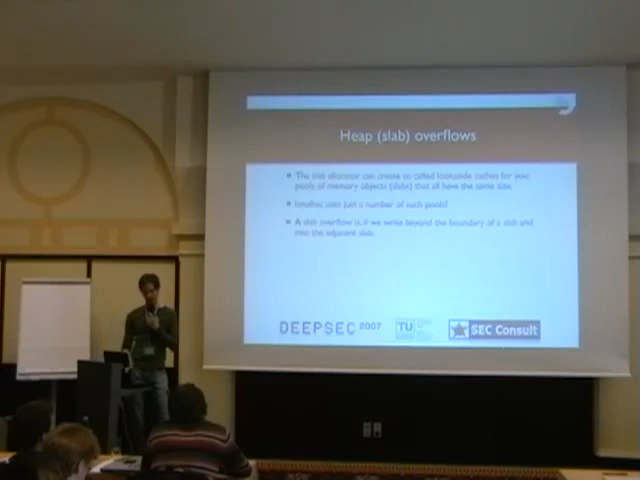 Heap (slab) overflows
The slab allocator can create so called lookaside caches for you:
pools of memory objects (slabs) that all have the same size.
kmalloc uses just a number of such pools!
A slab overflow is, if we write beyond the boundary of a slab and
into the adjacent slab.
DEEPSEC 2007
TU
SEC Consult